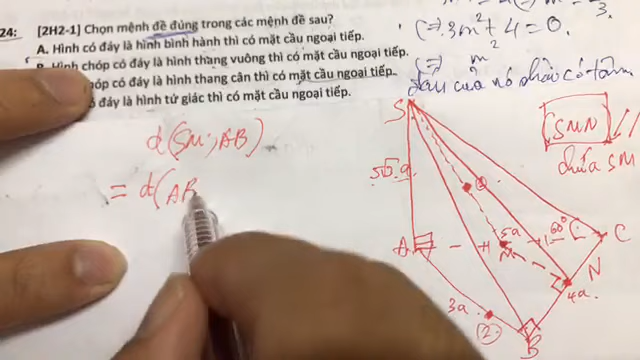 24: [2H2-1] Chọn mệnh đề đúng trong các mệnh đề sau?
A. Hình có đáy là hình bình hành thì có mặt cầu ngoại tiếp.
B. Hình chóp có đáy là hình thang vuông thì có mặt cầu ngoại tiếp.
chóp có đáy là hình thang cân thì có mặt cầu ngoại tiếp.
có đáy là hình tứ giác thì có mặt cầu ngoại tiếp.
(=) 3m² + 4 = 0.
(=) m
2
3.
đáy của nó phải có tâm
d(SM; AB)
= d(AB
SMN //
chứa SM
S
5√3.a
A
5a
M
60°
C
N
4a.
3a
②
B